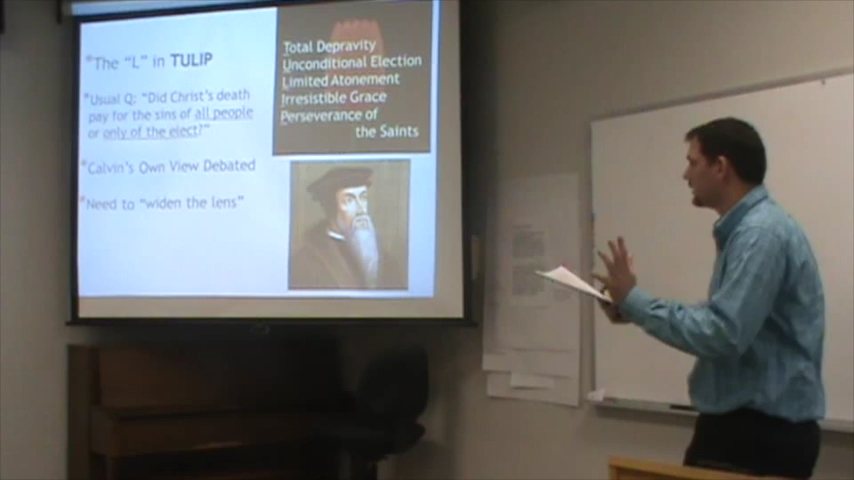 *The "L" in TULIP
*Usual Q: "Did Christ's death
pay for the sins of all people
or only of the elect?"
*Calvin's Own View Debated
*Need to "widen the lens"
Total Depravity
Unconditional Election
Limited Atonement
Irresistible Grace
Perseverance of
the Saints